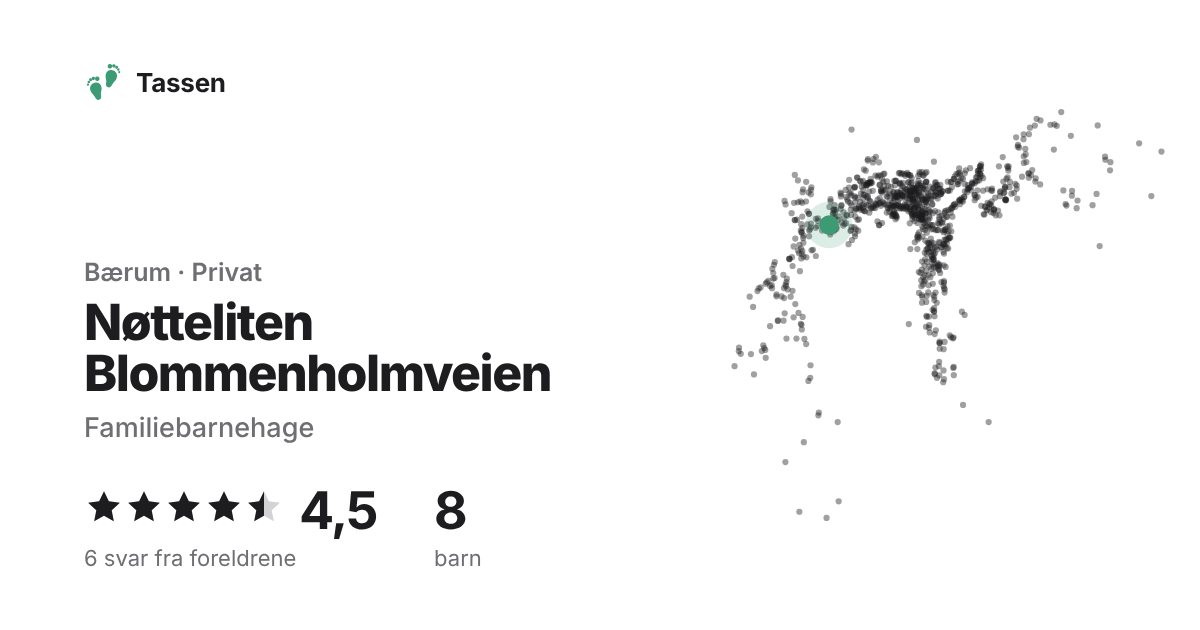 Tassen
Bærum · Privat
Nøtteliten
Blommenholmveien
Familiebarnehage
4,5
8
6 svar fra foreldrene
barn